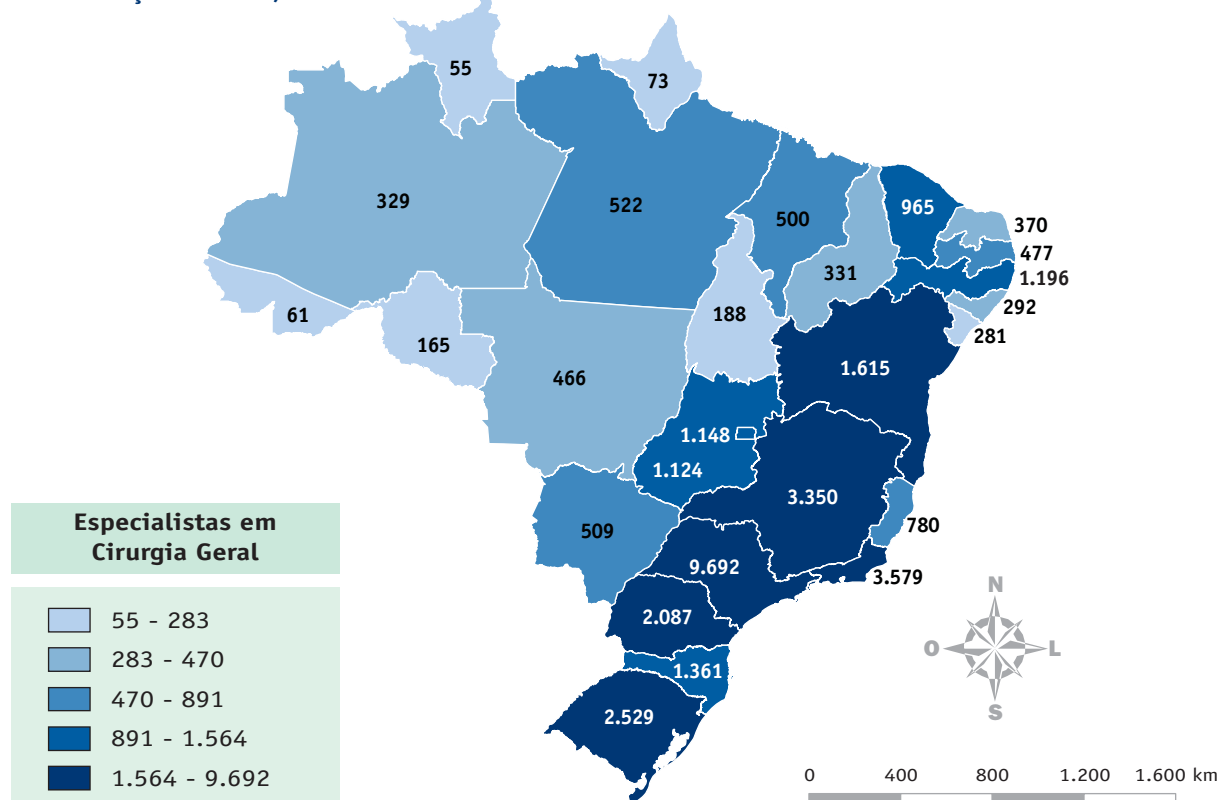 55
73
329
522
500
965
370
477
1.196
331
292
281
61
165
188
466
1.615
1.148
1.124
3.350
509
780
9.692
3.579
2.087
1.361
2.529
Especialistas em
Cirurgia Geral
55 - 283
283 - 470
470 - 891
891 - 1.564
1.564 - 9.692
N
O L
S
0 400 800 1.200 1.600 km